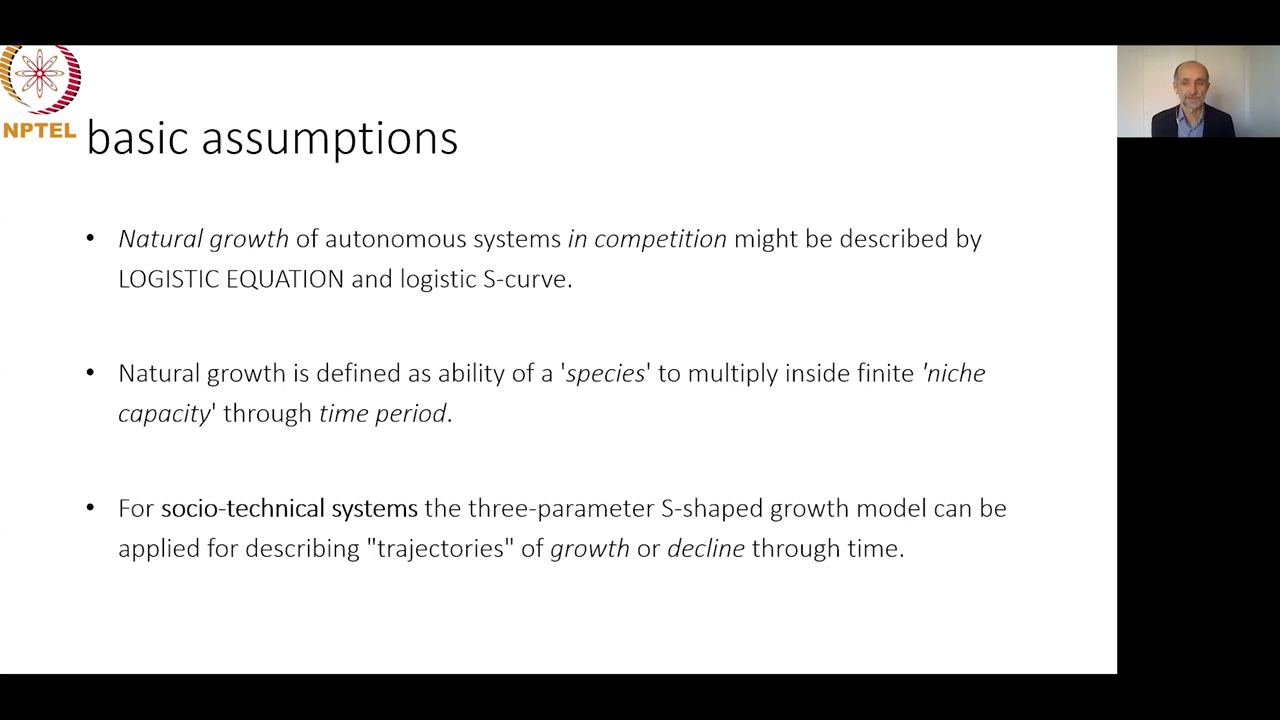 NPTEL
basic assumptions
• Natural growth of autonomous systems in competition might be described by
LOGISTIC EQUATION and logistic S-curve.
• Natural growth is defined as ability of a 'species' to multiply inside finite 'niche
capacity' through time period.
• For socio-technical systems the three-parameter S-shaped growth model can be
applied for describing "trajectories" of growth or decline through time.